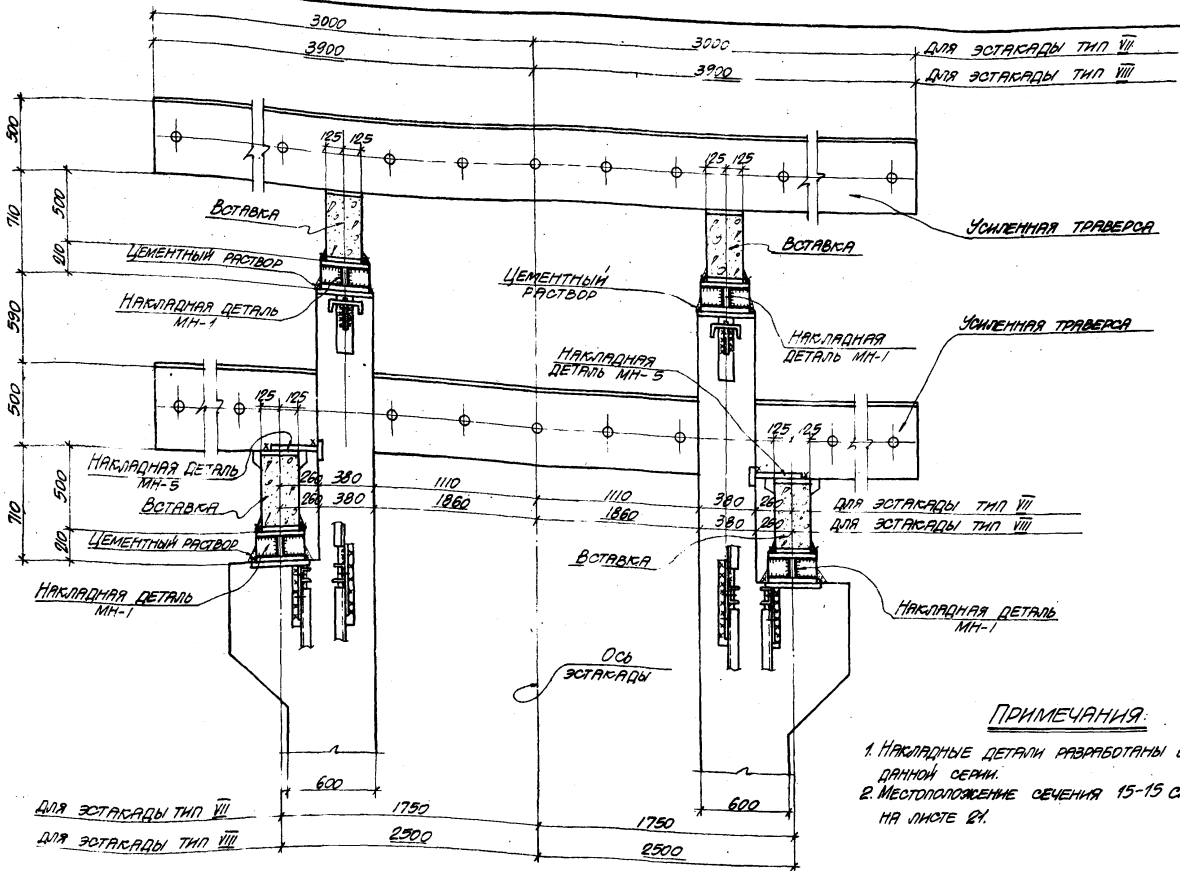 3000
3000 ДЛЯ ЭСТАКАДЫ ТИП VII
3900
3900 ДЛЯ ЭСТАКАДЫ ТИП VIII
500
710
590
500
710
500
210
500
210
125 125
125 125
ВСТАВКА
ЦЕМЕНТНЫЙ РАСТВОР
НАКЛАДНАЯ ДЕТАЛЬ
МН-1
ЦЕМЕНТНЫЙ
РАСТВОР
ВСТАВКА
УСИЛЕННАЯ ТРАВЕРСА
НАКЛАДНАЯ
ДЕТАЛЬ МН-1
УСИЛЕННАЯ ТРАВЕРСА
НАКЛАДНАЯ
ДЕТАЛЬ МН-5
125 125
125 125
НАКЛАДНАЯ ДЕТАЛЬ
МН-5
ВСТАВКА
ЦЕМЕНТНЫЙ РАСТВОР
НАКЛАДНАЯ ДЕТАЛЬ
МН-1
260 380 1110 1110 380 260 ДЛЯ ЭСТАКАДЫ ТИП VII
260 380 1860 1860 380 260 ДЛЯ ЭСТАКАДЫ ТИП VIII
ВСТАВКА
НАКЛАДНАЯ ДЕТАЛЬ
МН-1
ОСЬ
ЭСТАКАДЫ
600
600
ДЛЯ ЭСТАКАДЫ ТИП VII 1750 1750
ДЛЯ ЭСТАКАДЫ ТИП VIII 2500 2500
ПРИМЕЧАНИЯ:
1. НАКЛАДНЫЕ ДЕТАЛИ РАЗРАБОТАНЫ
ДАННОЙ СЕРИИ.
2. МЕСТОПОЛОЖЕНИЕ СЕЧЕНИЯ 15-15
НА ЛИСТЕ 21.